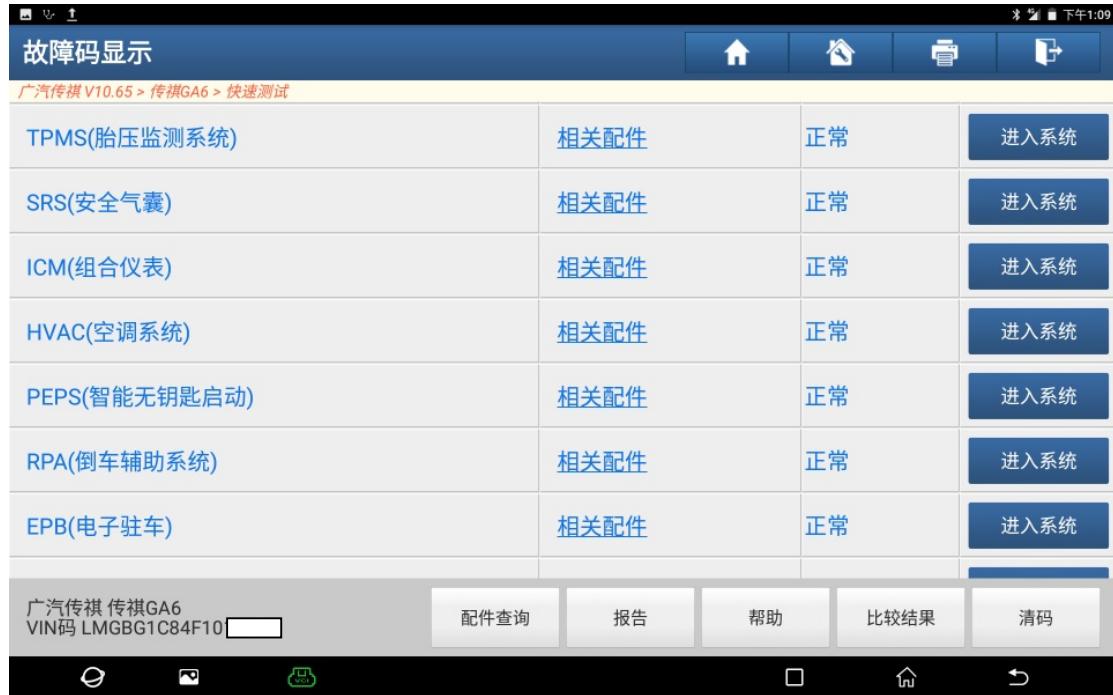 下午1:09
故障码显示
广汽传祺 V10.65 > 传祺GA6 > 快速测试
TPMS(胎压监测系统) 相关配件 正常 进入系统
SRS(安全气囊) 相关配件 正常 进入系统
ICM(组合仪表) 相关配件 正常 进入系统
HVAC(空调系统) 相关配件 正常 进入系统
PEPS(智能无钥匙启动) 相关配件 正常 进入系统
RPA(倒车辅助系统) 相关配件 正常 进入系统
EPB(电子驻车) 相关配件 正常 进入系统
广汽传祺 传祺GA6
VIN码 LMGBG1C84F10
配件查询 报告 帮助 比较结果 清码
VCI